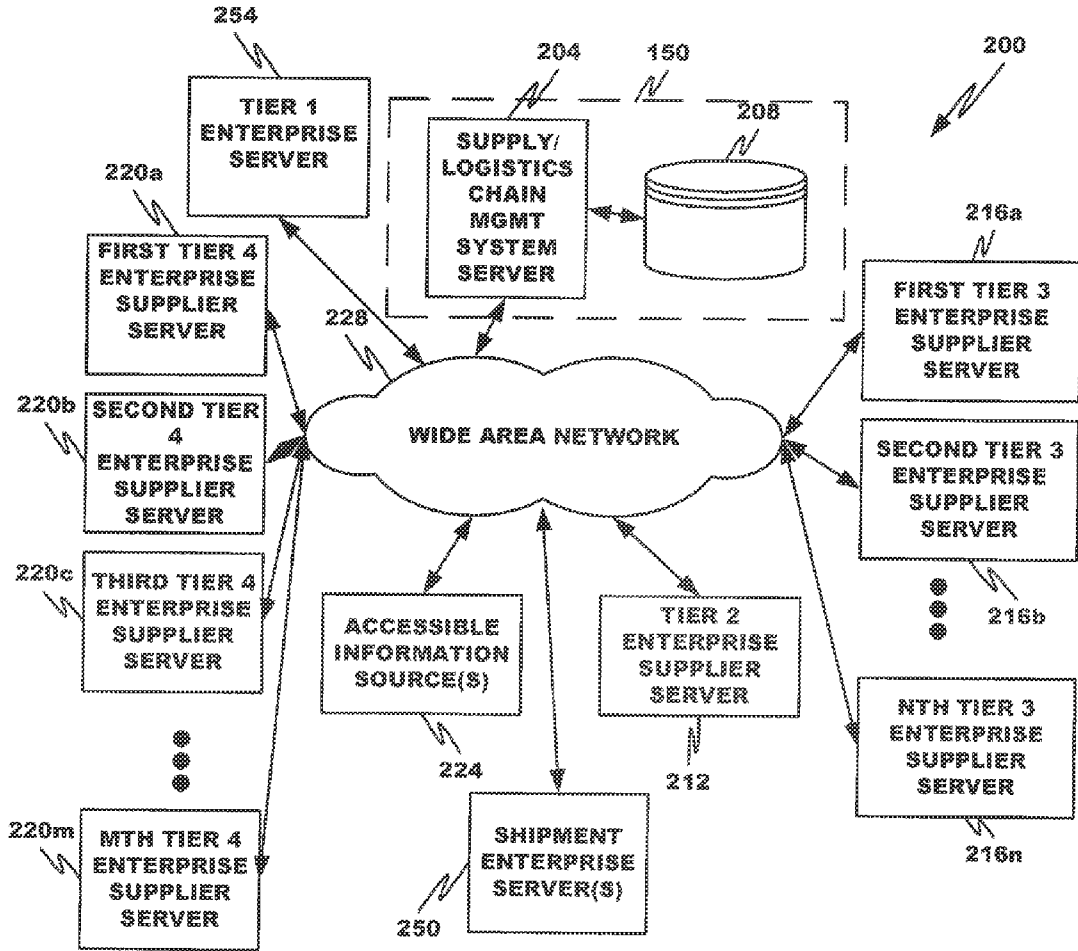 254
204
150
200
TIER 1
ENTERPRISE
SERVER
SUPPLY/
LOGISTICS
CHAIN
MGMT
SYSTEM
SERVER
208
220a
216a
FIRST TIER 4
ENTERPRISE
SUPPLIER
SERVER
228
FIRST TIER 3
ENTERPRISE
SUPPLIER
SERVER
220b
SECOND TIER
4
ENTERPRISE
SUPPLIER
SERVER
WIDE AREA NETWORK
SECOND TIER 3
ENTERPRISE
SUPPLIER
SERVER
220c
THIRD TIER 4
ENTERPRISE
SUPPLIER
SERVER
216b
ACCESSIBLE
INFORMATION
SOURCE(S)
TIER 2
ENTERPRISE
SUPPLIER
SERVER
NTH TIER 3
ENTERPRISE
SUPPLIER
SERVER
224
212
220m
MTH TIER 4
ENTERPRISE
SUPPLIER
SERVER
SHIPMENT
ENTERPRISE
SERVER(S)
216n
250